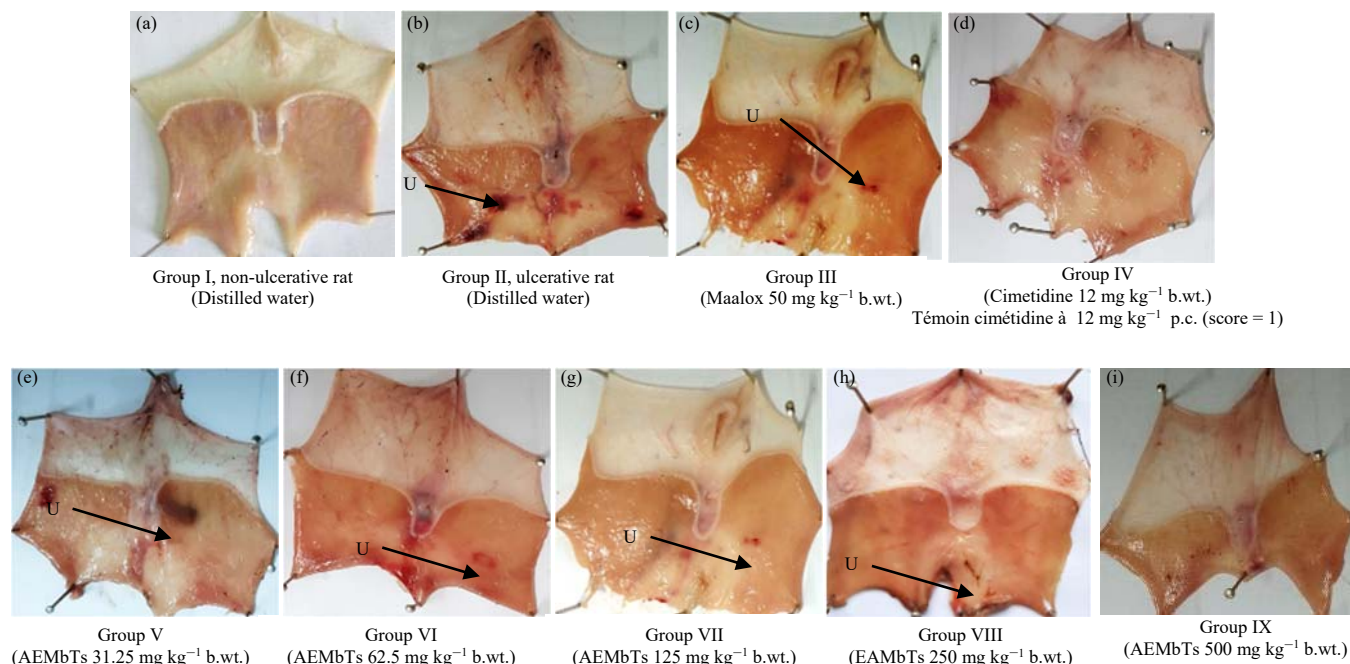 (a)
(b)
(c)
(d)
U
U
Group I, non-ulcerative rat
(Distilled water)
Group II, ulcerative rat
(Distilled water)
Group III
(Maalox 50 mg kg⁻¹ b.wt.)
Group IV
(Cimetidine 12 mg kg⁻¹ b.wt.)
Témoin cimétidine à 12 mg kg⁻¹ p.c. (score = 1)
(e)
(f)
(g)
(h)
(i)
U
U
U
U
Group V
(AEMbTs 31.25 mg kg⁻¹ b.wt.)
Group VI
(AEMbTs 62.5 mg kg⁻¹ b.wt.)
Group VII
(AEMbTs 125 mg kg⁻¹ b.wt.)
Group VIII
(EAMbTs 250 mg kg⁻¹ b.wt.)
Group IX
(AEMbTs 500 mg kg⁻¹ b.wt.)